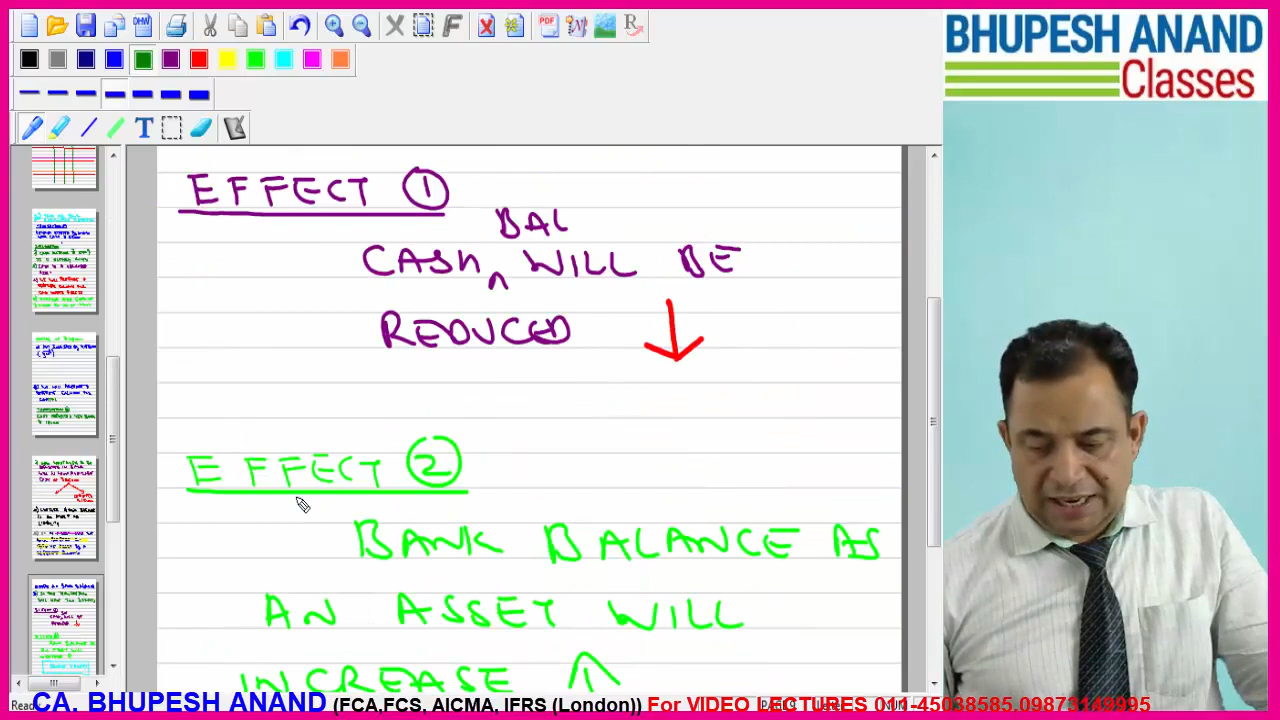 BHUPESH ANAND
Classes
EFFECT ①
BAL
CASH ^ WILL BE
REDUCED ↓
EFFECT ②
BANK BALANCE AS
AN ASSET WILL
INCREASE ↑
CA. BHUPESH ANAND (FCA,FCS, AICMA, IFRS (London)) For VIDEO LECTURES